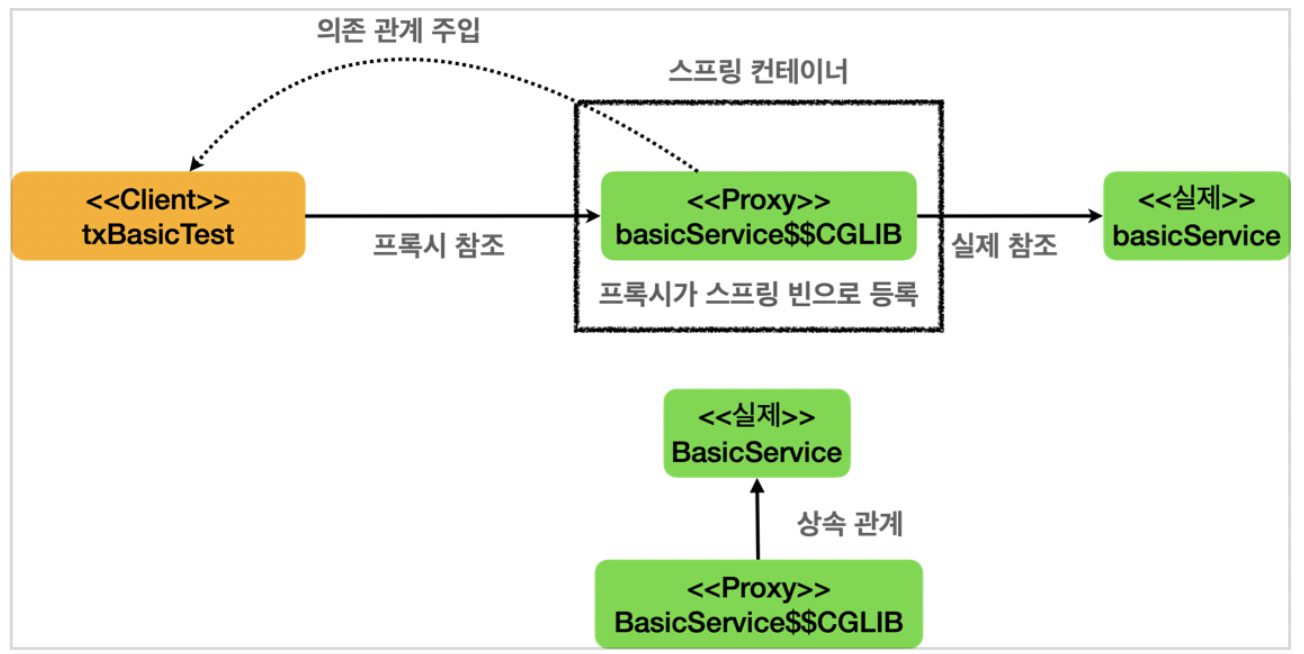 의존 관계 주입
스프링 컨테이너
<<Client>>
txBasicTest
프록시 참조
<<Proxy>>
basicService$$CGLIB
프록시가 스프링 빈으로 등록
실제 참조
<<실제>>
basicService
<<실제>>
BasicService
상속 관계
<<Proxy>>
BasicService$$CGLIB